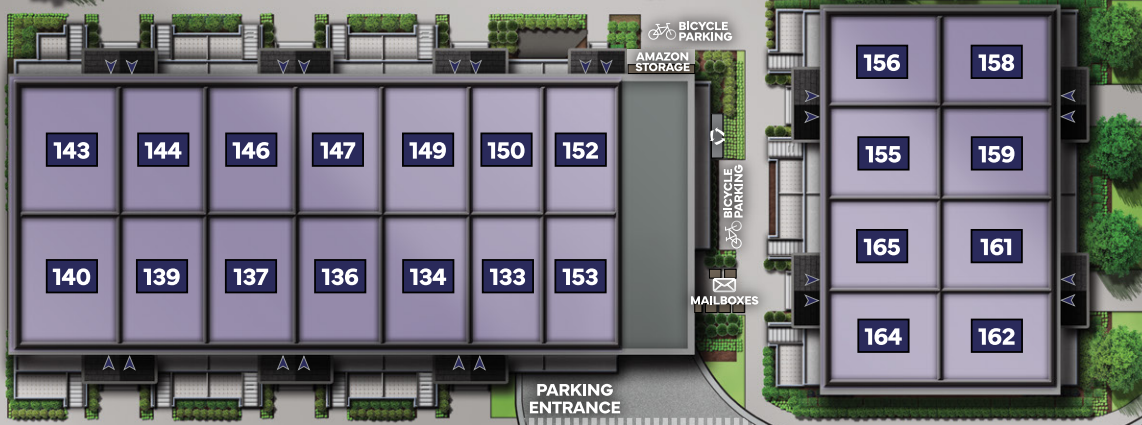 BICYCLE
PARKING
AMAZON
STORAGE
143
144
146
147
149
150
152
140
139
137
136
134
133
153
BICYCLE
PARKING
MAILBOXES
PARKING
ENTRANCE
156
158
155
159
165
161
164
162